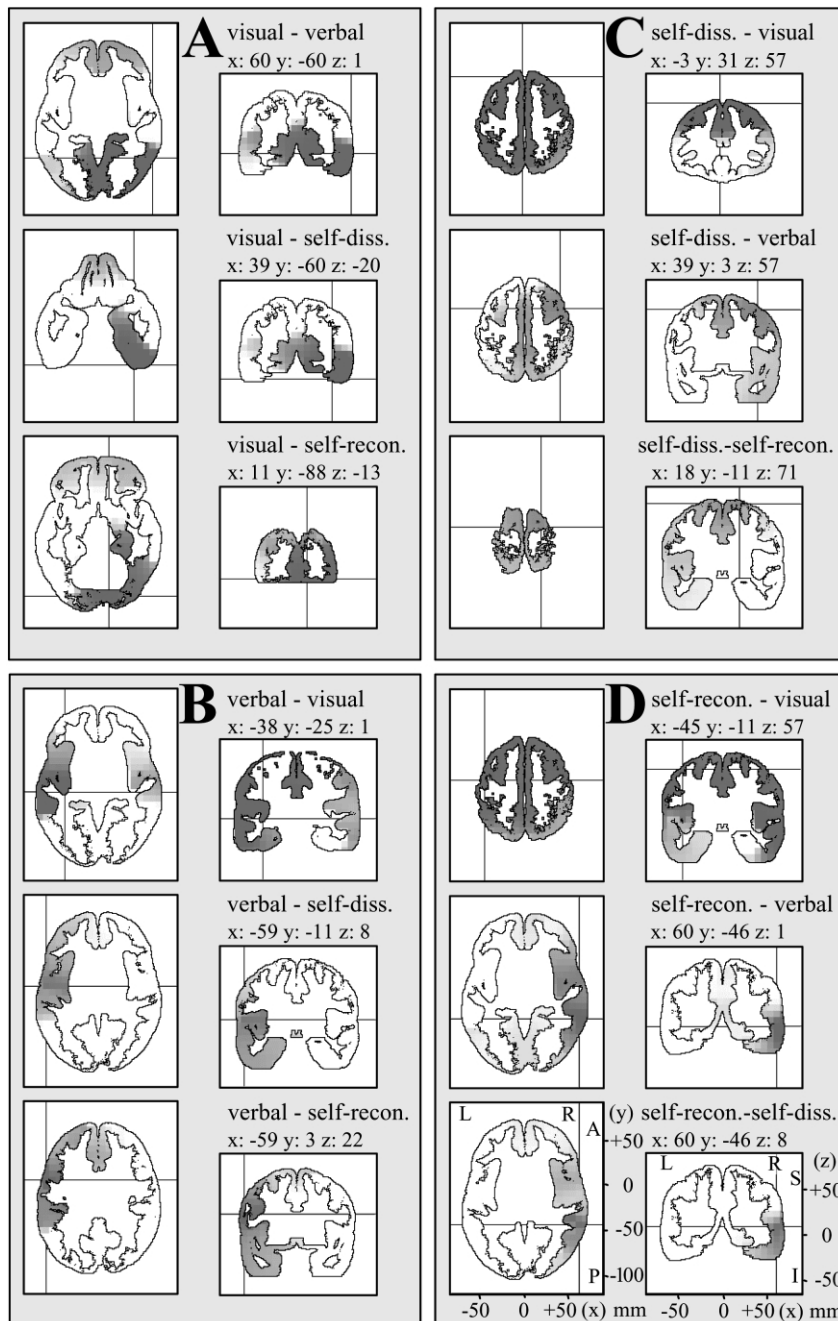 A
visual - verbal
x: 60 y: -60 z: 1
visual - self-diss.
x: 39 y: -60 z: -20
visual - self-recon.
x: 11 y: -88 z: -13
C
self-diss. - visual
x: -3 y: 31 z: 57
self-diss. - verbal
x: 39 y: 3 z: 57
self-diss.-self-recon.
x: 18 y: -11 z: 71
B
verbal - visual
x: -38 y: -25 z: 1
verbal - self-diss.
x: -59 y: -11 z: 8
verbal - self-recon.
x: -59 y: 3 z: 22
D
self-recon. - visual
x: -45 y: -11 z: 57
self-recon. - verbal
x: 60 y: -46 z: 1
L R (y) self-recon.-self-diss.
A +50 x: 60 y: -46 z: 8
L R (z)
S +50
0
0
-50
P -100
I -50
-50 0 +50 (x) mm -50 0 +50 (x) mm